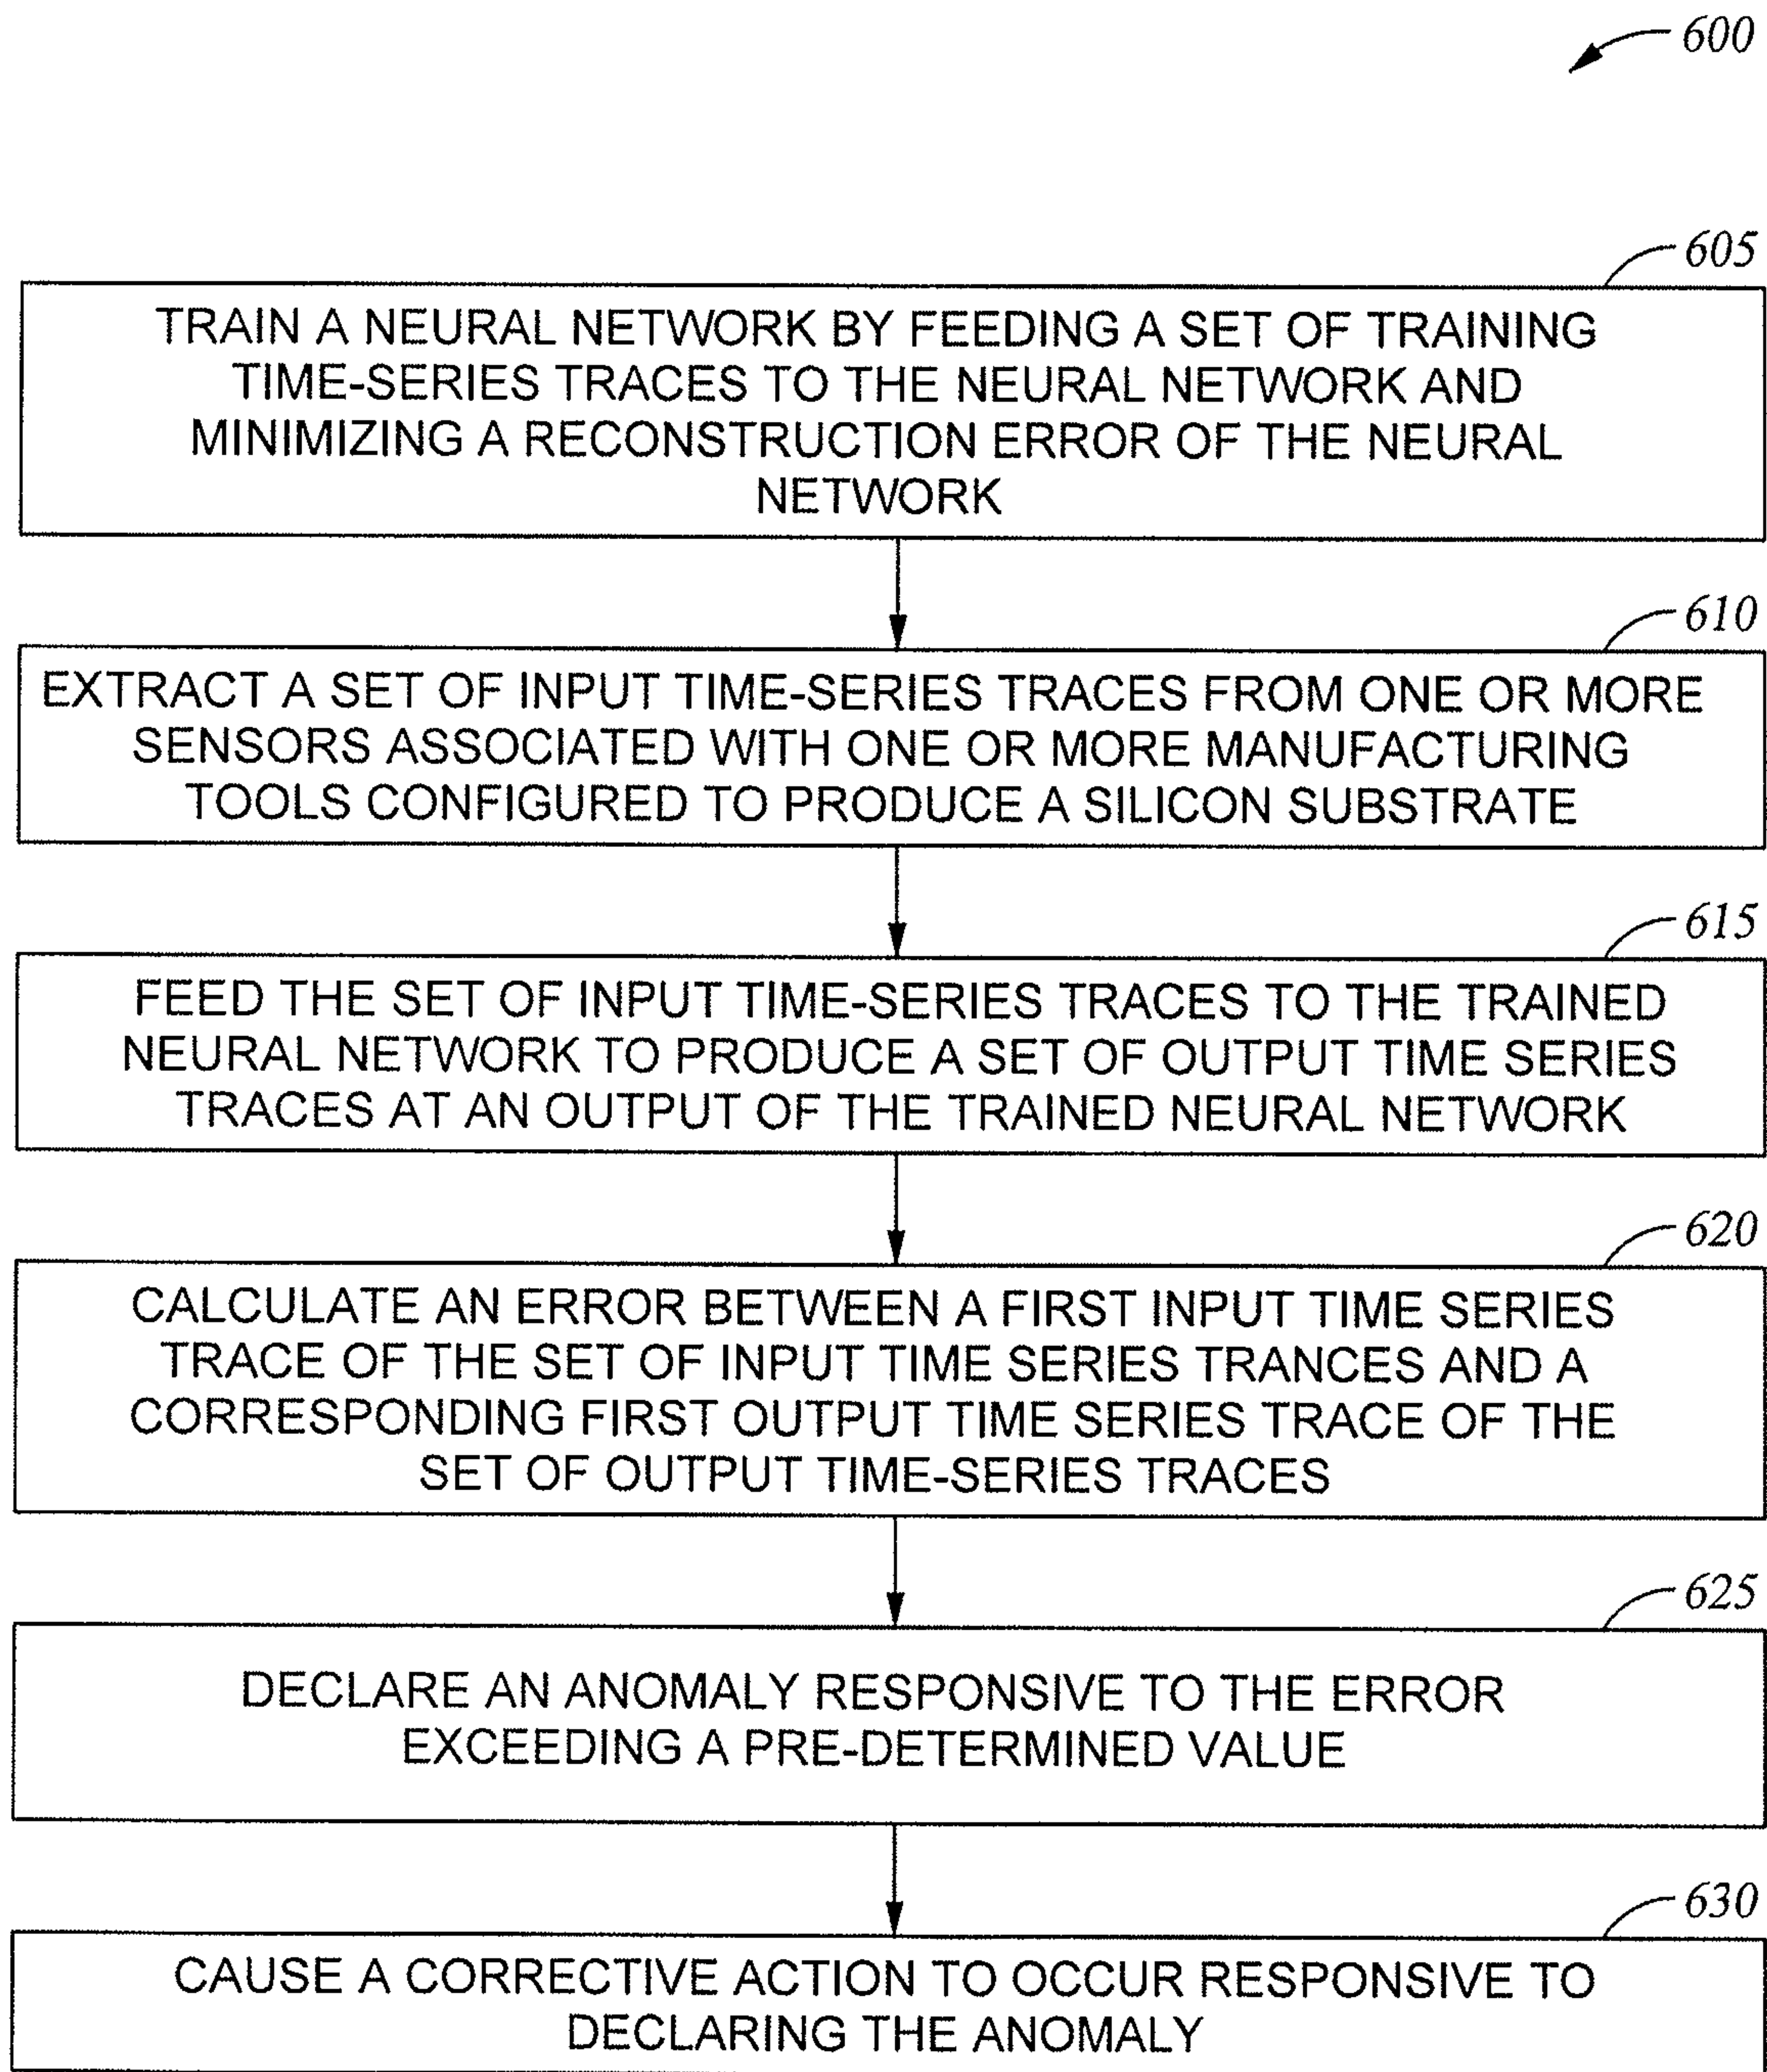 600
605
TRAIN A NEURAL NETWORK BY FEEDING A SET OF TRAINING
TIME-SERIES TRACES TO THE NEURAL NETWORK AND
MINIMIZING A RECONSTRUCTION ERROR OF THE NEURAL
NETWORK
610
EXTRACT A SET OF INPUT TIME-SERIES TRACES FROM ONE OR MORE
SENSORS ASSOCIATED WITH ONE OR MORE MANUFACTURING
TOOLS CONFIGURED TO PRODUCE A SILICON SUBSTRATE
615
FEED THE SET OF INPUT TIME-SERIES TRACES TO THE TRAINED
NEURAL NETWORK TO PRODUCE A SET OF OUTPUT TIME SERIES
TRACES AT AN OUTPUT OF THE TRAINED NEURAL NETWORK
620
CALCULATE AN ERROR BETWEEN A FIRST INPUT TIME SERIES
TRACE OF THE SET OF INPUT TIME SERIES TRANCES AND A
CORRESPONDING FIRST OUTPUT TIME SERIES TRACE OF THE
SET OF OUTPUT TIME-SERIES TRACES
625
DECLARE AN ANOMALY RESPONSIVE TO THE ERROR
EXCEEDING A PRE-DETERMINED VALUE
630
CAUSE A CORRECTIVE ACTION TO OCCUR RESPONSIVE TO
DECLARING THE ANOMALY